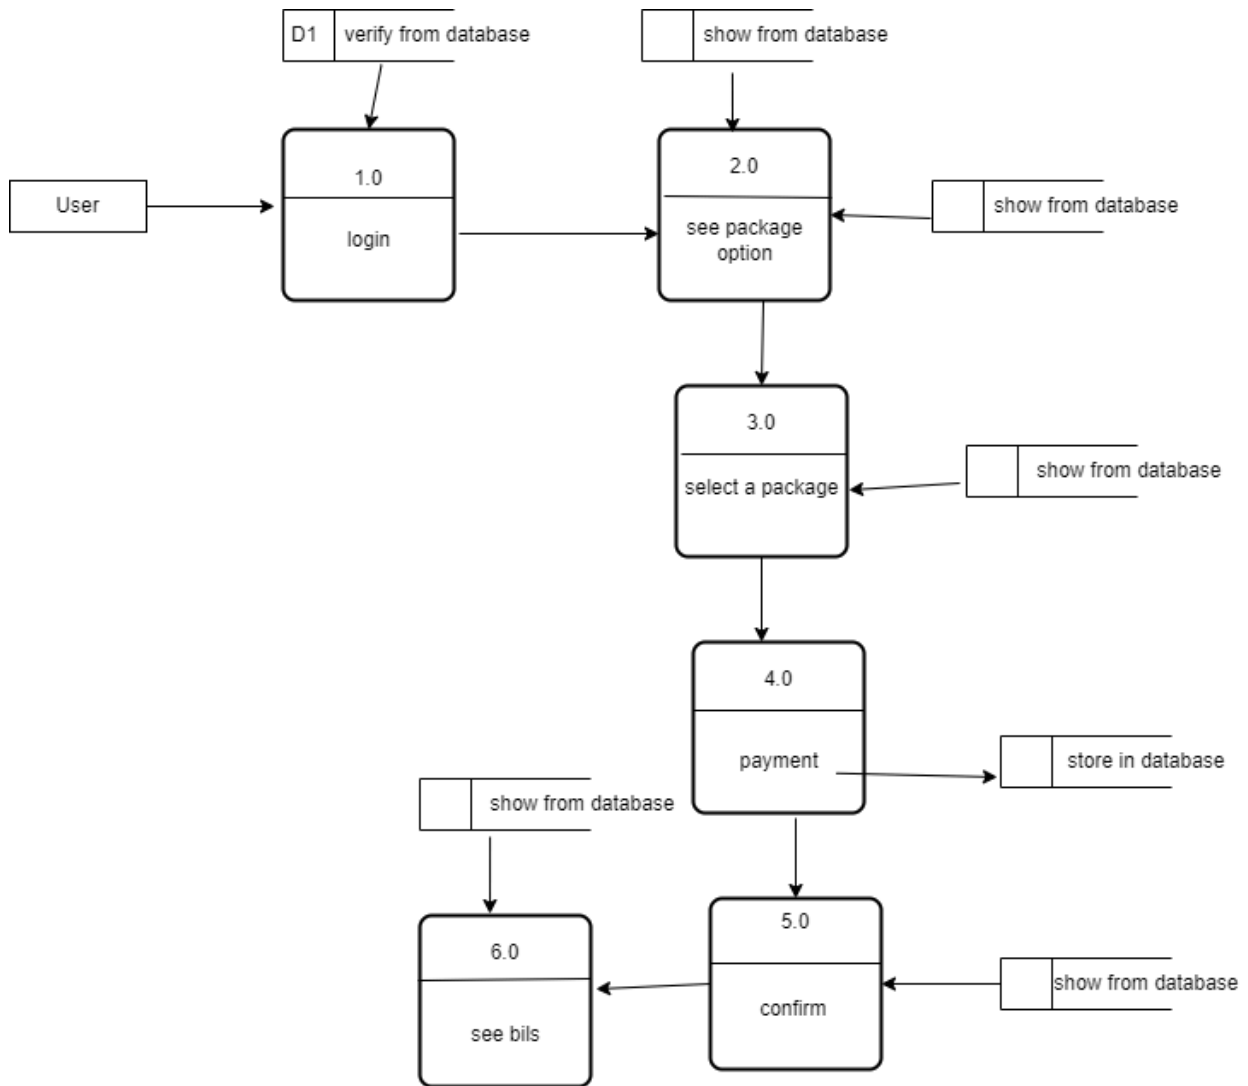 D1 verify from database
show from database
1.0
2.0
User
login
see package
option
show from database
3.0
select a package
show from database
4.0
payment
store in database
show from database
5.0
6.0
confirm
show from database
see bils